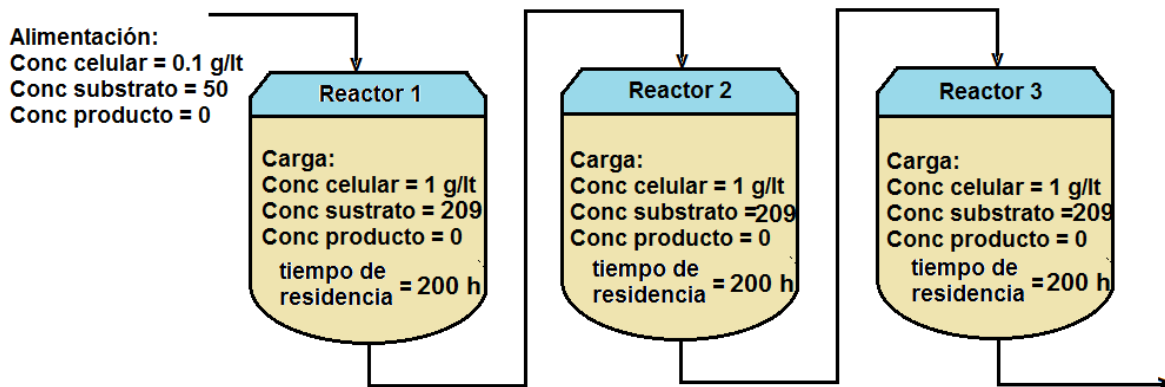 Alimentación:
Conc celular = 0.1 g/lt
Conc substrato = 50
Conc producto = 0
Reactor 1
Carga:
Conc celular = 1 g/lt
Conc sustrato = 209
Conc producto = 0
tiempo de
residencia = 200 h
Reactor 2
Carga:
Conc celular = 1 g/lt
Conc substrato =209
Conc producto = 0
tiempo de
residencia = 200 h
Reactor 3
Carga:
Conc celular = 1 g/lt
Conc substrato =209
Conc producto = 0
tiempo de
residencia = 200 h